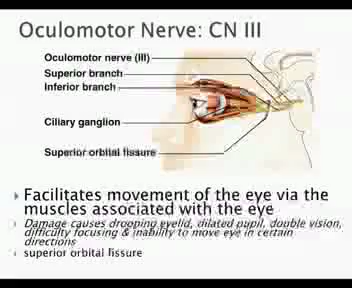 Oculomotor Nerve: CN III
Oculomotor nerve (III)
Superior branch
Inferior branch
Ciliary ganglion
Superior orbital fissure
Facilitates movement of the eye via the
muscles associated with the eye
Damage causes drooping eyelid, dilated pupil, double vision,
difficulty focusing & inability to move eye in certain
directions
superior orbital fissure